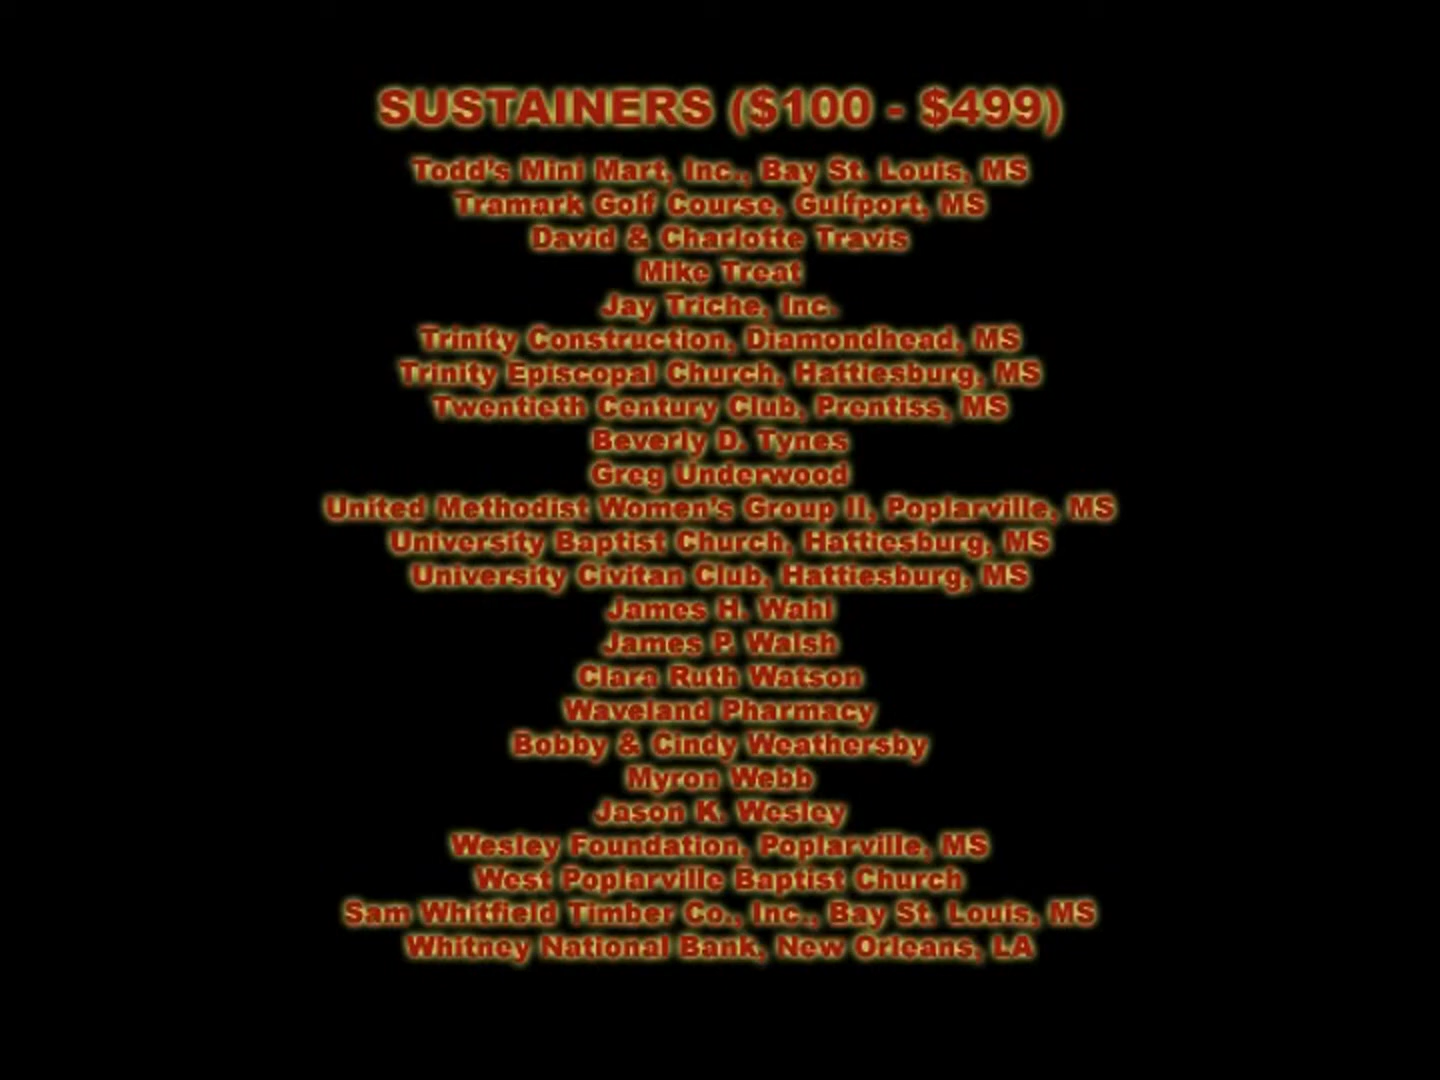 SUSTAINERS ($100 - $499)
Todd's Mini Mart, Inc., Bay St. Louis, MS
Tramark Golf Course, Gulfport, MS
David & Charlotte Travis
Mike Treat
Jay Triche, Inc.
Trinity Construction, Diamondhead, MS
Trinity Episcopal Church, Hattiesburg, MS
Twentieth Century Club, Prentiss, MS
Beverly D. Tynes
Greg Underwood
United Methodist Women's Group II, Poplarville, MS
University Baptist Church, Hattiesburg, MS
University Civitan Club, Hattiesburg, MS
James H. Wahl
James P. Walsh
Clara Ruth Watson
Waveland Pharmacy
Bobby & Cindy Weathersby
Myron Webb
Jason K. Wesley
Wesley Foundation, Poplarville, MS
West Poplarville Baptist Church
Sam Whitfield Timber Co., Inc., Bay St. Louis, MS
Whitney National Bank, New Orleans, LA